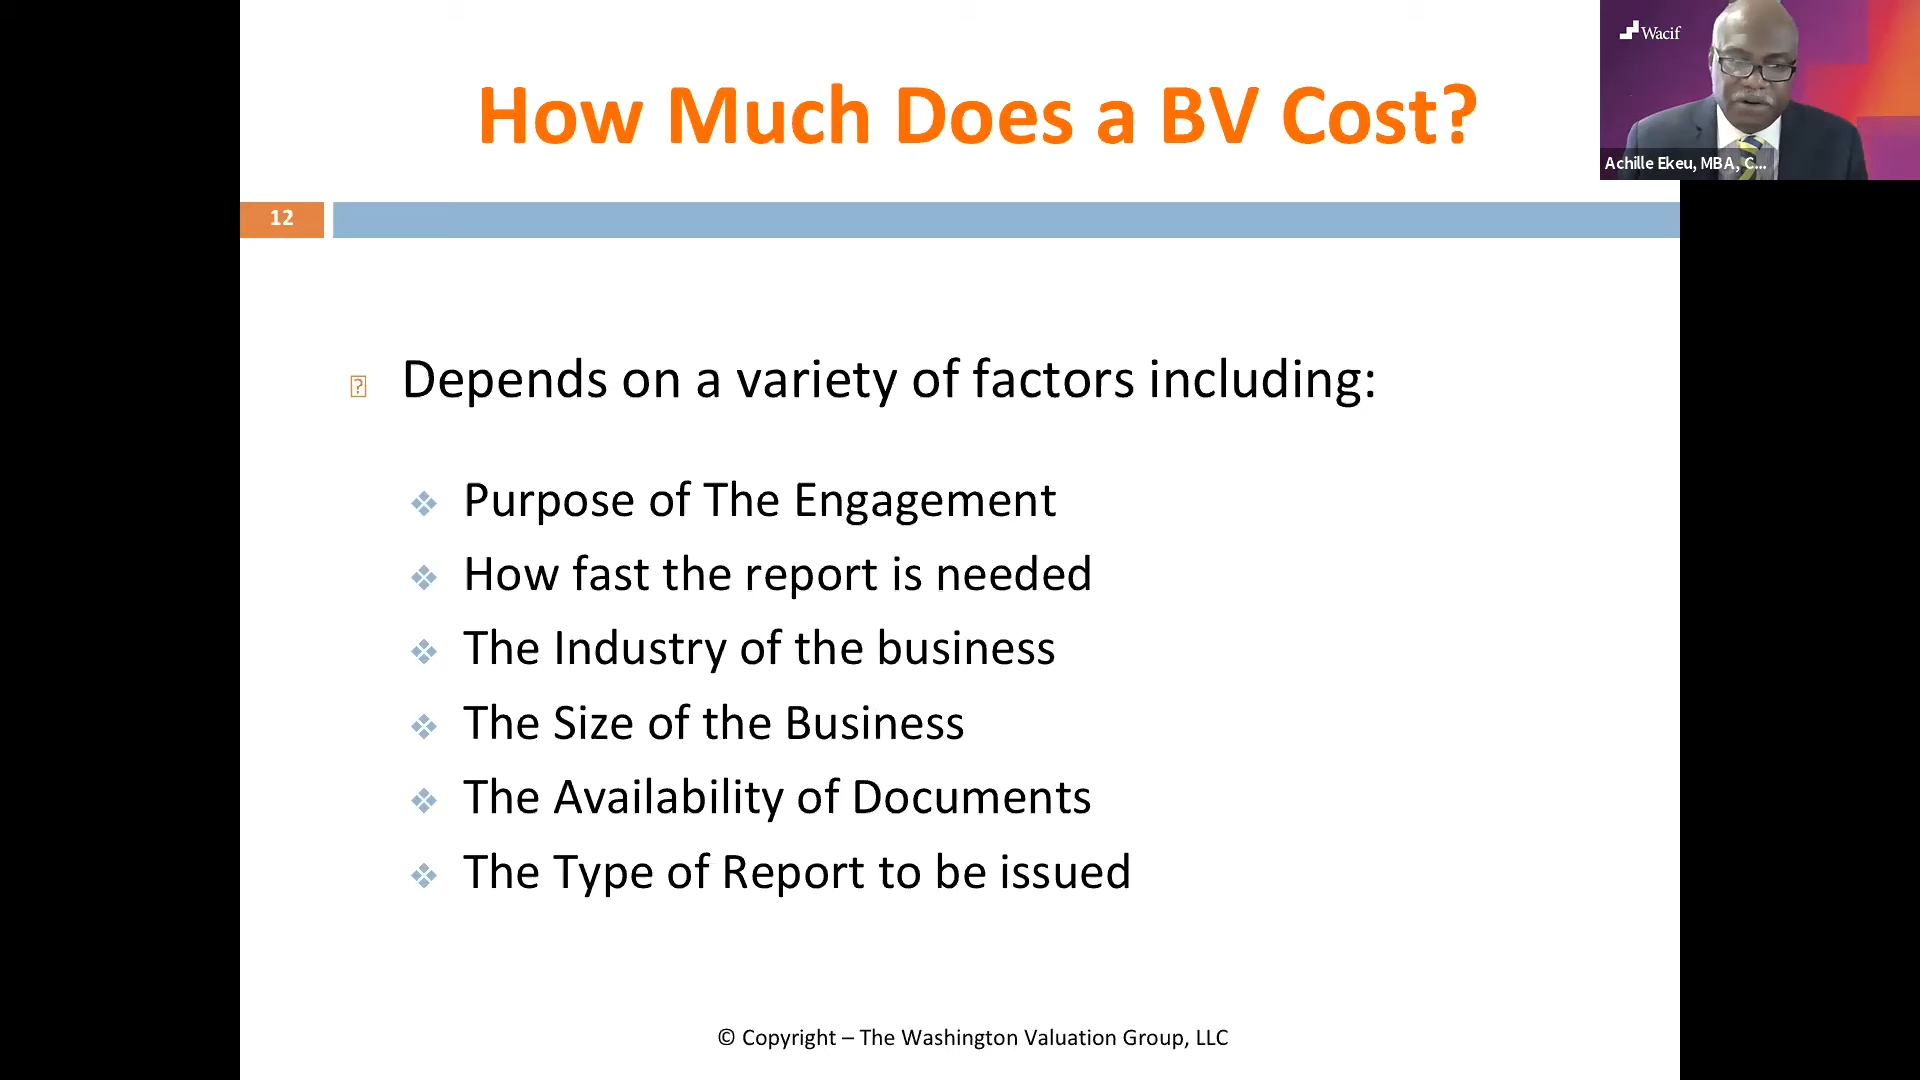 How Much Does a BV Cost?
Wacif
Achille Ekeu, MBA, C...
12
Depends on a variety of factors including:
Purpose of The Engagement
How fast the report is needed
The Industry of the business
The Size of the Business
The Availability of Documents
The Type of Report to be issued
© Copyright – The Washington Valuation Group, LLC